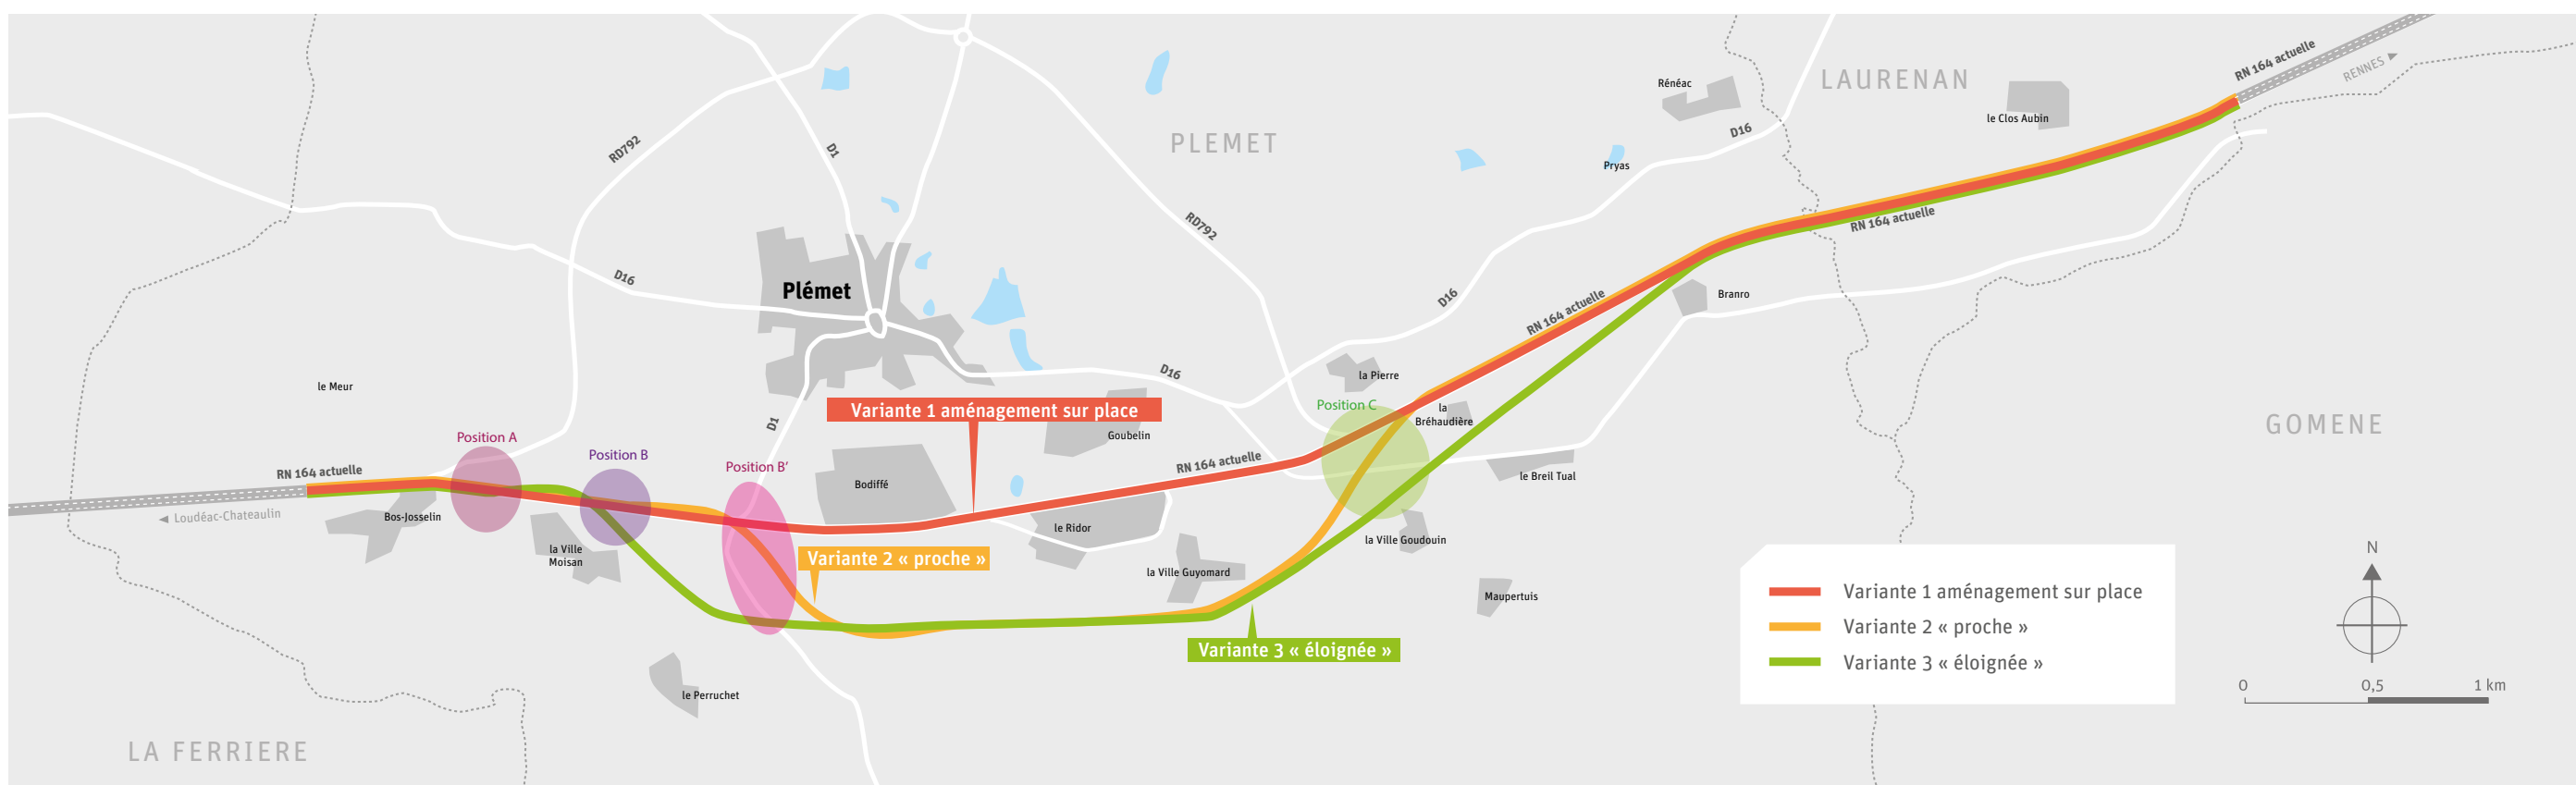 RN 164 actuelle
RENNES
LAURENAN
Rénéac
le Clos Aubin
D16
PLEMET
RD792
D1
Pryas
RD792
RN 164 actuelle
D16
Plémet
D16
Branro
RN 164 actuelle
le Meur
D16
la Pierre
Position C
Variante 1 aménagement sur place
la
Bréhaudière
D1
Goubelin
GOMENE
Position A
Position B
Position B'
RN 164 actuelle
RN 164 actuelle
Bodiffé
le Breil Tual
Loudéac-Chateaulin
Bos-Josselin
le Ridor
la Ville Goudouin
la Ville
Moisan
Variante 2 « proche »
la Ville Guyomard
Maupertuis
Variante 3 « éloignée »
le Perruchet
LA FERRIERE
Variante 1 aménagement sur place
Variante 2 « proche »
Variante 3 « éloignée »
N
0
0,5
1 km